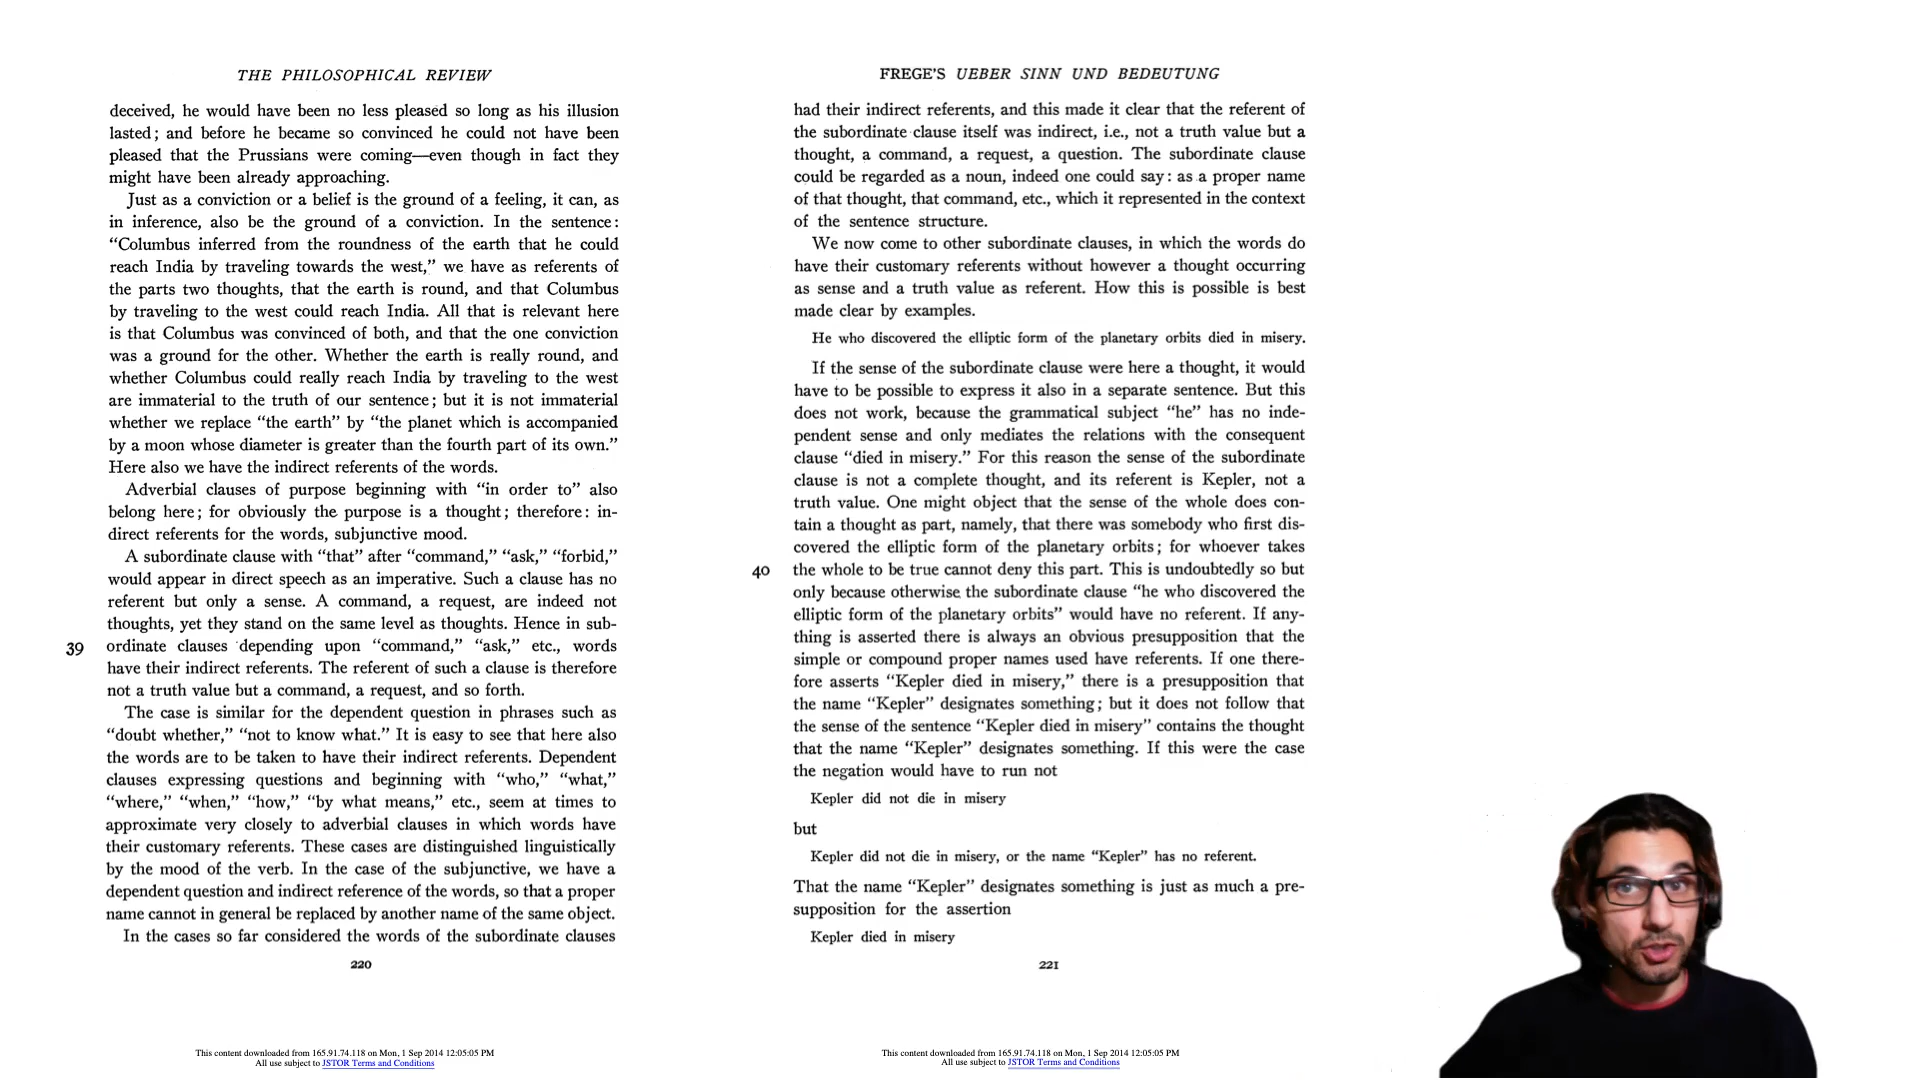 THE PHILOSOPHICAL REVIEW
deceived, he would have been no less pleased so long as his illusion
lasted; and before he became so convinced he could not have been
pleased that the Prussians were coming—even though in fact they
might have been already approaching.
Just as a conviction or a belief is the ground of a feeling, it can, as
in inference, also be the ground of a conviction. In the sentence:
“Columbus inferred from the roundness of the earth that he could
reach India by traveling towards the west,” we have as referents of
the parts two thoughts, that the earth is round, and that Columbus
by traveling to the west could reach India. All that is relevant here
is that Columbus was convinced of both, and that the one conviction
was a ground for the other. Whether the earth is really round, and
whether Columbus could really reach India by traveling to the west
are immaterial to the truth of our sentence; but it is not immaterial
whether we replace “the earth” by “the planet which is accompanied
by a moon whose diameter is greater than the fourth part of its own.”
Here also we have the indirect referents of the words.
Adverbial clauses of purpose beginning with “in order to” also
belong here; for obviously the purpose is a thought; therefore: in-
direct referents for the words, subjunctive mood.
A subordinate clause with “that” after “command,” “ask,” “forbid,”
would appear in direct speech as an imperative. Such a clause has no
referent but only a sense. A command, a request, are indeed not
thoughts, yet they stand on the same level as thoughts. Hence in sub-
39 ordinate clauses depending upon “command,” “ask,” etc., words
have their indirect referents. The referent of such a clause is therefore
not a truth value but a command, a request, and so forth.
The case is similar for the dependent question in phrases such as
“doubt whether,” “not to know what.” It is easy to see that here also
the words are to be taken to have their indirect referents. Dependent
clauses expressing questions and beginning with “who,” “what,”
“where,” “when,” “how,” “by what means,” etc., seem at times to
approximate very closely to adverbial clauses in which words have
their customary referents. These cases are distinguished linguistically
by the mood of the verb. In the case of the subjunctive, we have a
dependent question and indirect reference of the words, so that a proper
name cannot in general be replaced by another name of the same object.
In the cases so far considered the words of the subordinate clauses
220
This content downloaded from 165.91.74.118 on Mon, 1 Sep 2014 12:05:05 PM
All use subject to JSTOR Terms and Conditions
FREGE'S UEBER SINN UND BEDEUTUNG
had their indirect referents, and this made it clear that the referent of
the subordinate clause itself was indirect, i.e., not a truth value but a
thought, a command, a request, a question. The subordinate clause
could be regarded as a noun, indeed one could say: as a proper name
of that thought, that command, etc., which it represented in the context
of the sentence structure.
We now come to other subordinate clauses, in which the words do
have their customary referents without however a thought occurring
as sense and a truth value as referent. How this is possible is best
made clear by examples.
He who discovered the elliptic form of the planetary orbits died in misery.
If the sense of the subordinate clause were here a thought, it would
have to be possible to express it also in a separate sentence. But this
does not work, because the grammatical subject “he” has no inde-
pendent sense and only mediates the relations with the consequent
clause “died in misery.” For this reason the sense of the subordinate
clause is not a complete thought, and its referent is Kepler, not a
truth value. One might object that the sense of the whole does con-
tain a thought as part, namely, that there was somebody who first dis-
covered the elliptic form of the planetary orbits; for whoever takes
40 the whole to be true cannot deny this part. This is undoubtedly so but
only because otherwise the subordinate clause “he who discovered the
elliptic form of the planetary orbits” would have no referent. If any-
thing is asserted there is always an obvious presupposition that the
simple or compound proper names used have referents. If one there-
fore asserts “Kepler died in misery,” there is a presupposition that
the name “Kepler” designates something; but it does not follow that
the sense of the sentence “Kepler died in misery” contains the thought
that the name “Kepler” designates something. If this were the case
the negation would have to run not
Kepler did not die in misery
but
Kepler did not die in misery, or the name “Kepler” has no referent.
That the name “Kepler” designates something is just as much a pre-
supposition for the assertion
Kepler died in misery
221
This content downloaded from 165.91.74.118 on Mon, 1 Sep 2014 12:05:05 PM
All use subject to JSTOR Terms and Conditions